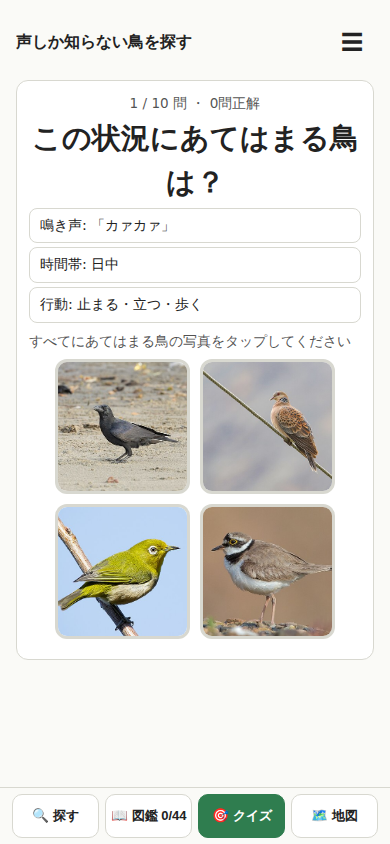 声しか知らない鳥を探す
1 / 10 問 ・ 0問正解
この状況にあてはまる鳥
は？
鳴き声: 「カァカァ」
時間帯: 日中
行動: 止まる・立つ・歩く
すべてにあてはまる鳥の写真をタップしてください
🔍 探す
📖 図鑑 0/44
🎯 クイズ
🗺️ 地図